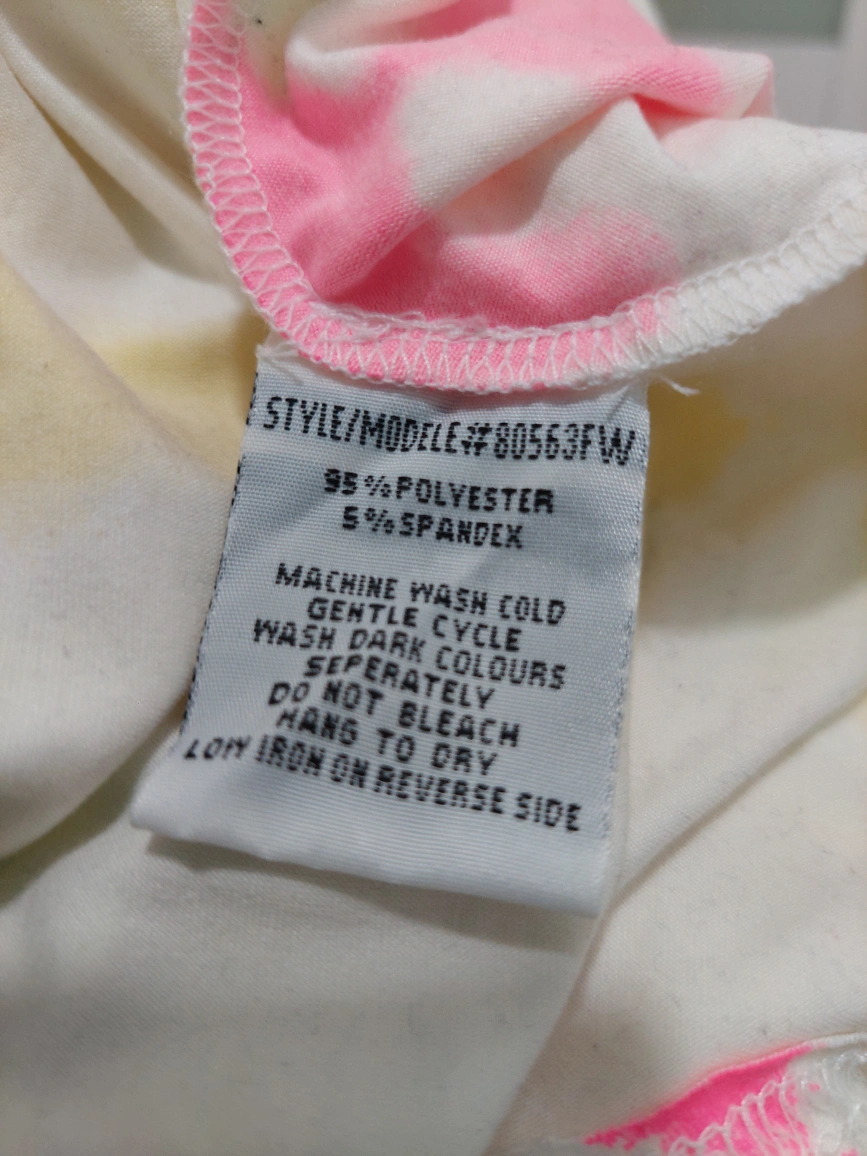 STYLE/MODELE#80563FW
95%POLYESTER
5%SPANDEX
MACHINE WASH COLD
GENTLE CYCLE
WASH DARK COLOURS
SEPERATELY
DO NOT BLEACH
HANG TO DRY
LOW IRON ON REVERSE SIDE